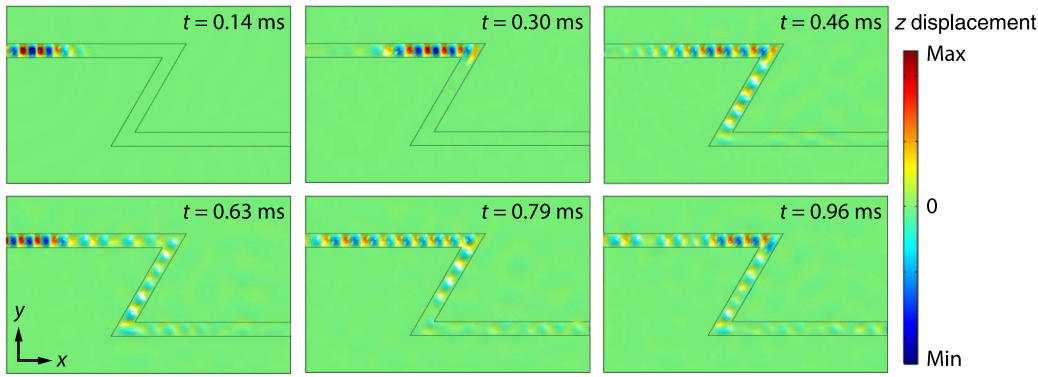 t = 0.14 ms
t = 0.30 ms
t = 0.46 ms
z displacement
Max
0
Min
t = 0.63 ms
t = 0.79 ms
t = 0.96 ms
y
x